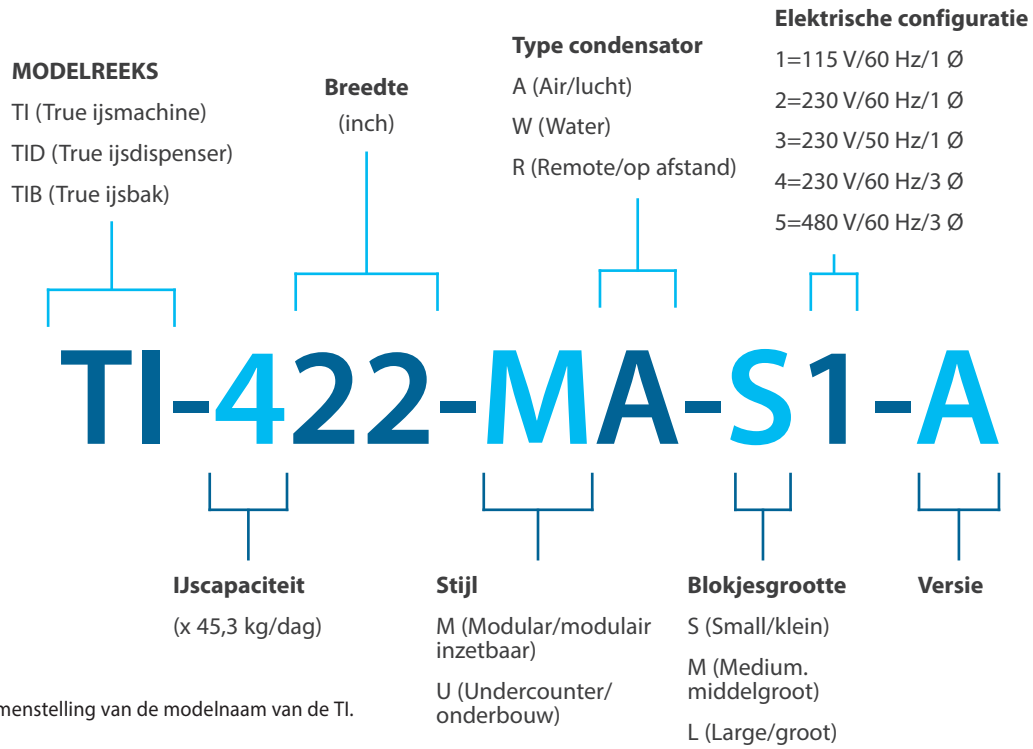 MODELREEKS
TI (True ijsmachine)
TID (True ijsdispenser)
TIB (True ijsbak)
Breedte
(inch)
Type condensator
A (Air/lucht)
W (Water)
R (Remote/op afstand)
Elektrische configuratie
1=115 V/60 Hz/1 Ø
2=230 V/60 Hz/1 Ø
3=230 V/50 Hz/1 Ø
4=230 V/60 Hz/3 Ø
5=480 V/60 Hz/3 Ø
TI-422-MA-S1-A
IJscapaciteit
(x 45,3 kg/dag)
Stijl
M (Modular/modulair
inzetbaar)
U (Undercounter/
onderbouw)
Blokjesgrootte
S (Small/klein)
M (Medium.
middelgroot)
L (Large/groot)
Versie
menstelling van de modelnaam van de TI.